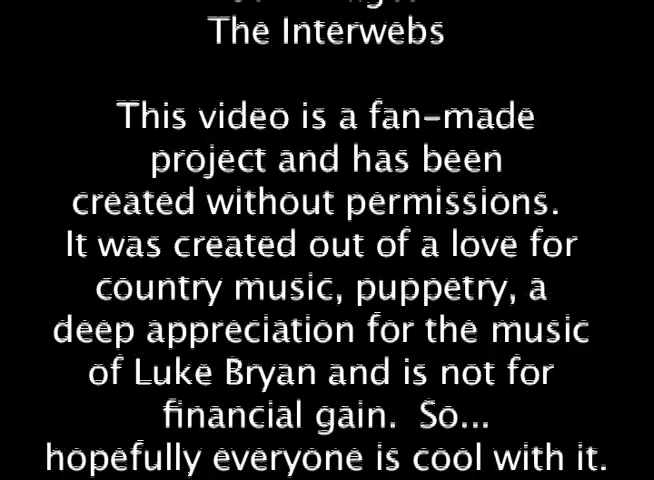 The Interwebs
This video is a fan-made
project and has been
created without permissions.
It was created out of a love for
country music, puppetry, a
deep appreciation for the music
of Luke Bryan and is not for
financial gain. So...
hopefully everyone is cool with it.